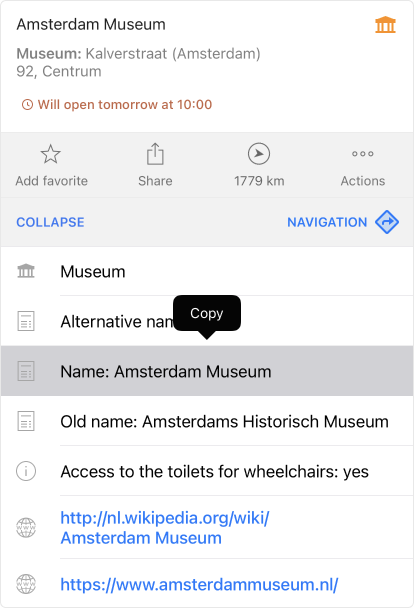 Amsterdam Museum
Museum: Kalverstraat (Amsterdam)
92, Centrum
Will open tomorrow at 10:00
Add favorite
Share
1779 km
Actions
COLLAPSE
NAVIGATION
Museum
Copy
Alternative nam
Name: Amsterdam Museum
Old name: Amsterdams Historisch Museum
Access to the toilets for wheelchairs: yes
http://nl.wikipedia.org/wiki/
Amsterdam Museum
https://www.amsterdammuseum.nl/